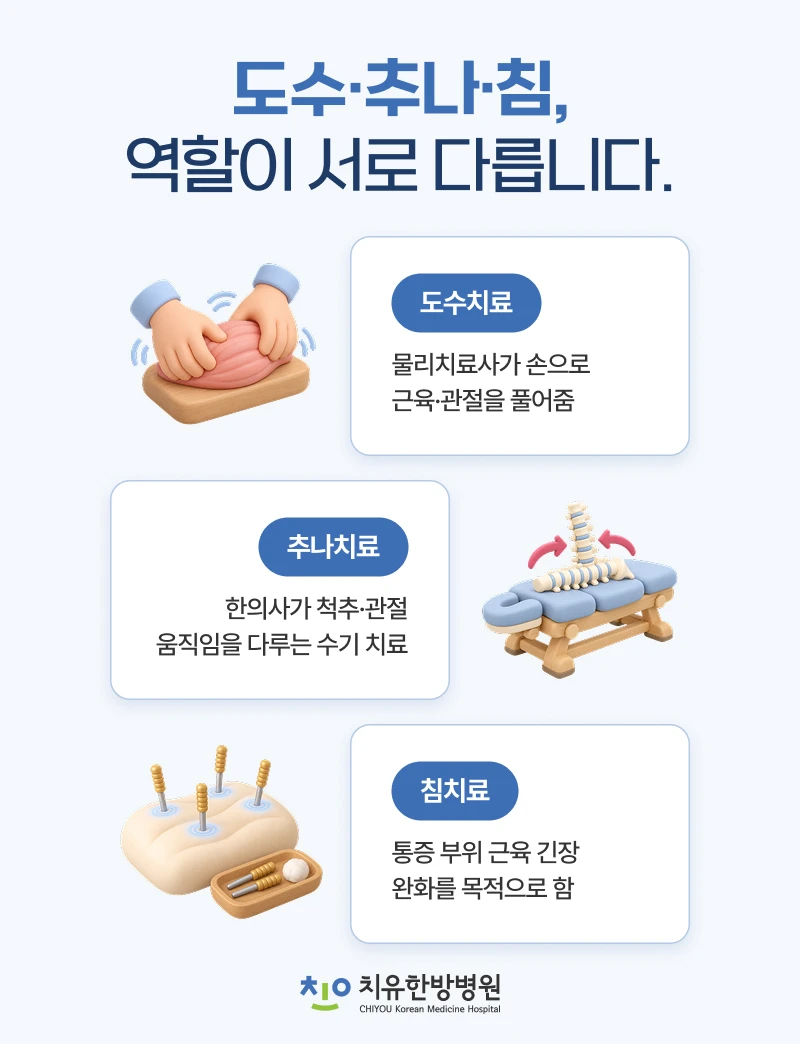 도수·추나·침,
역할이 서로 다릅니다.
도수치료
물리치료사가 손으로
근육·관절을 풀어줌
추나치료
한의사가 척추·관절
움직임을 다루는 수기 치료
침치료
통증 부위 근육 긴장
완화를 목적으로 함
치유 치유한방병원
CHIYOU Korean Medicine Hospital